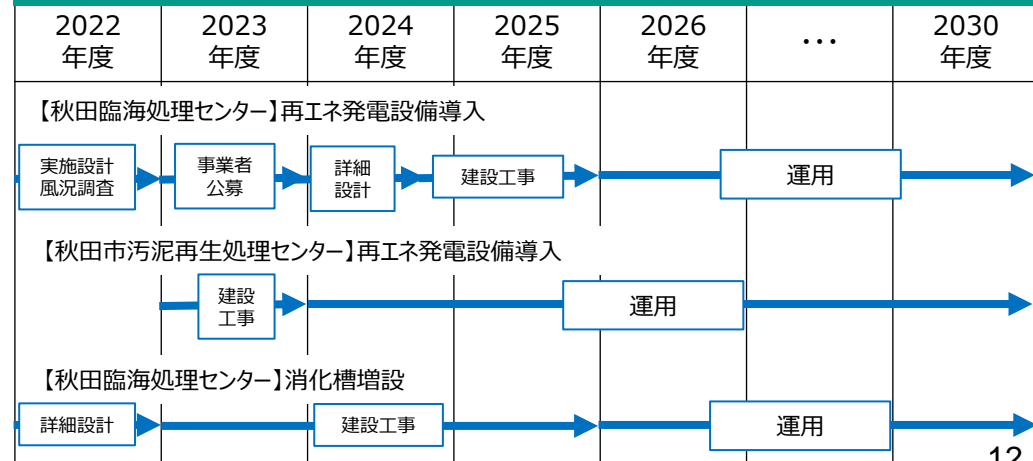 2022
年度
2023
年度
2024
年度
2025
年度
2026
年度
…
2030
年度
【秋田臨海処理センター】再エネ発電設備導入
実施設計
風況調査
事業者
公募
詳細
設計
建設工事
運用
【秋田市汚泥再生処理センター】再エネ発電設備導入
建設
工事
運用
【秋田臨海処理センター】消化槽増設
詳細設計
建設工事
運用
12